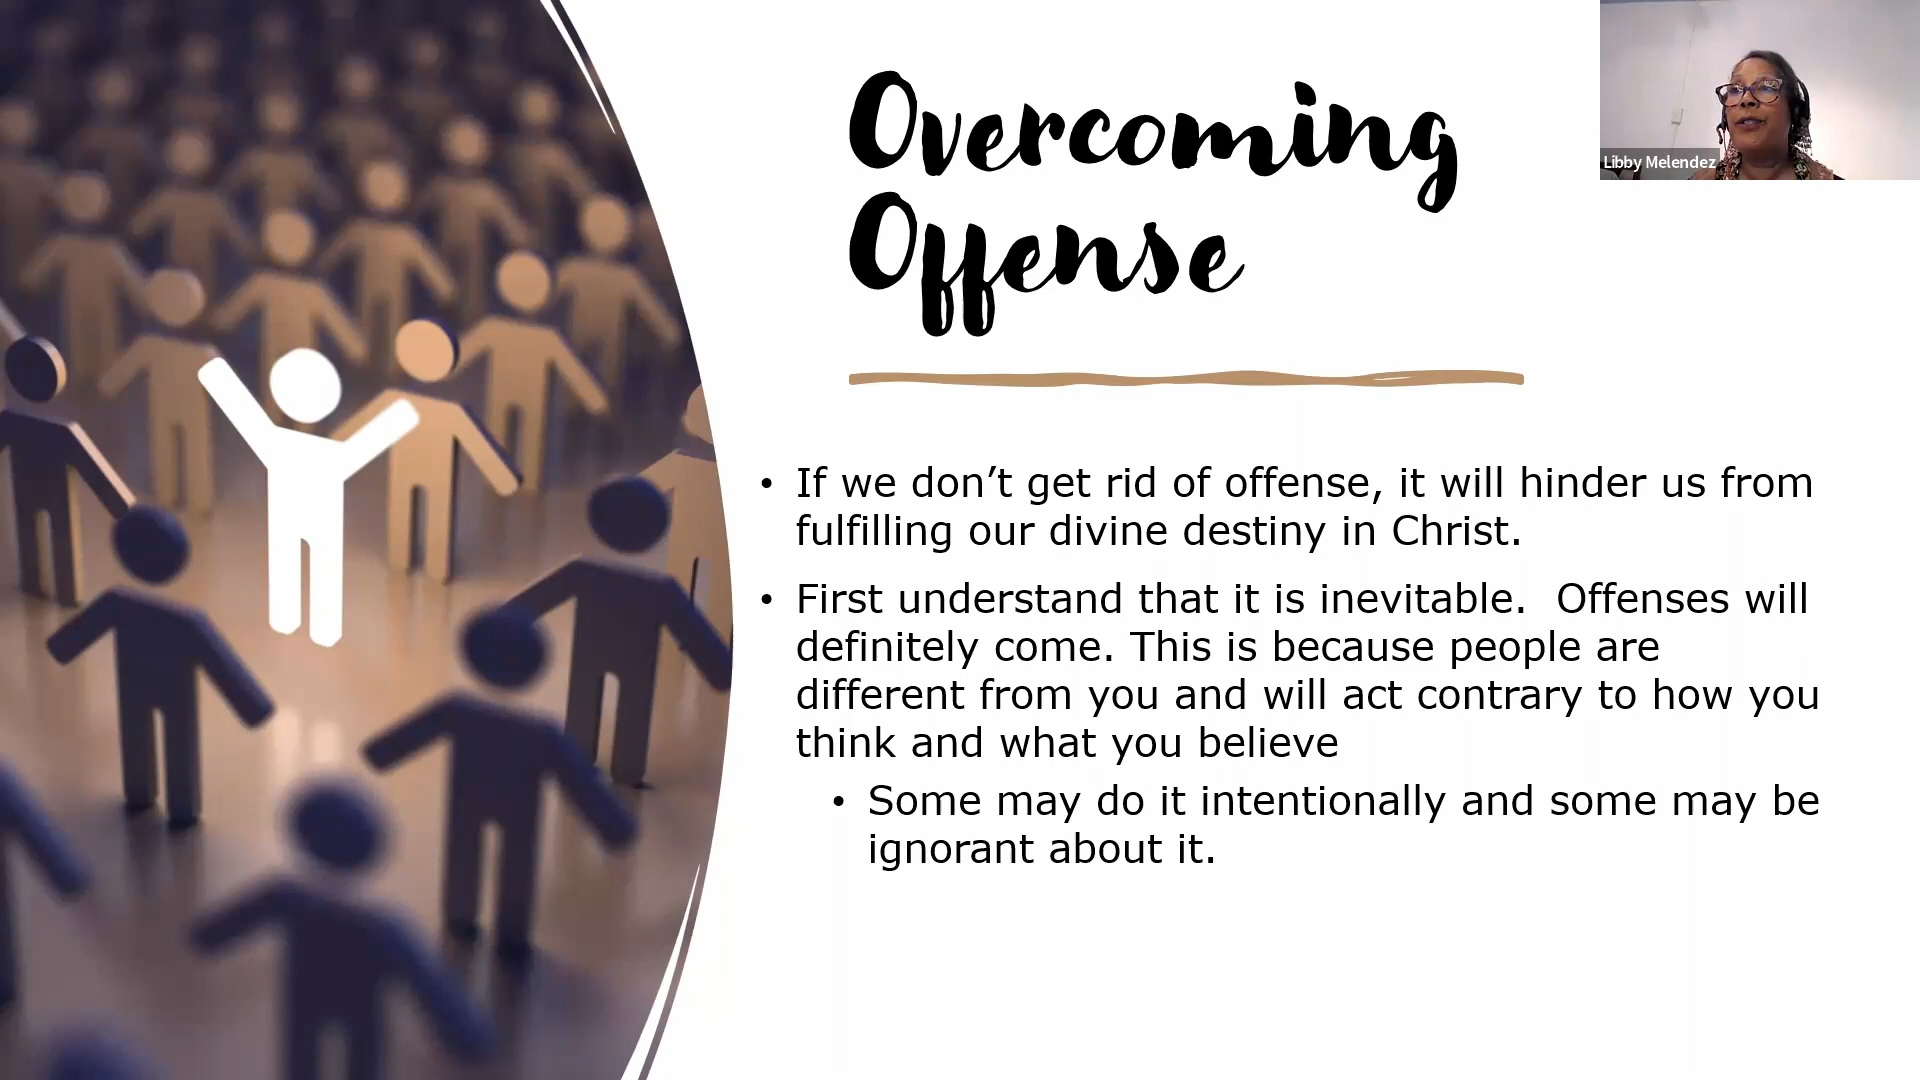 Overcoming
Offense
Libby Melendez
• If we don’t get rid of offense, it will hinder us from
fulfilling our divine destiny in Christ.
• First understand that it is inevitable.  Offenses will
definitely come. This is because people are
different from you and will act contrary to how you
think and what you believe
• Some may do it intentionally and some may be
ignorant about it.